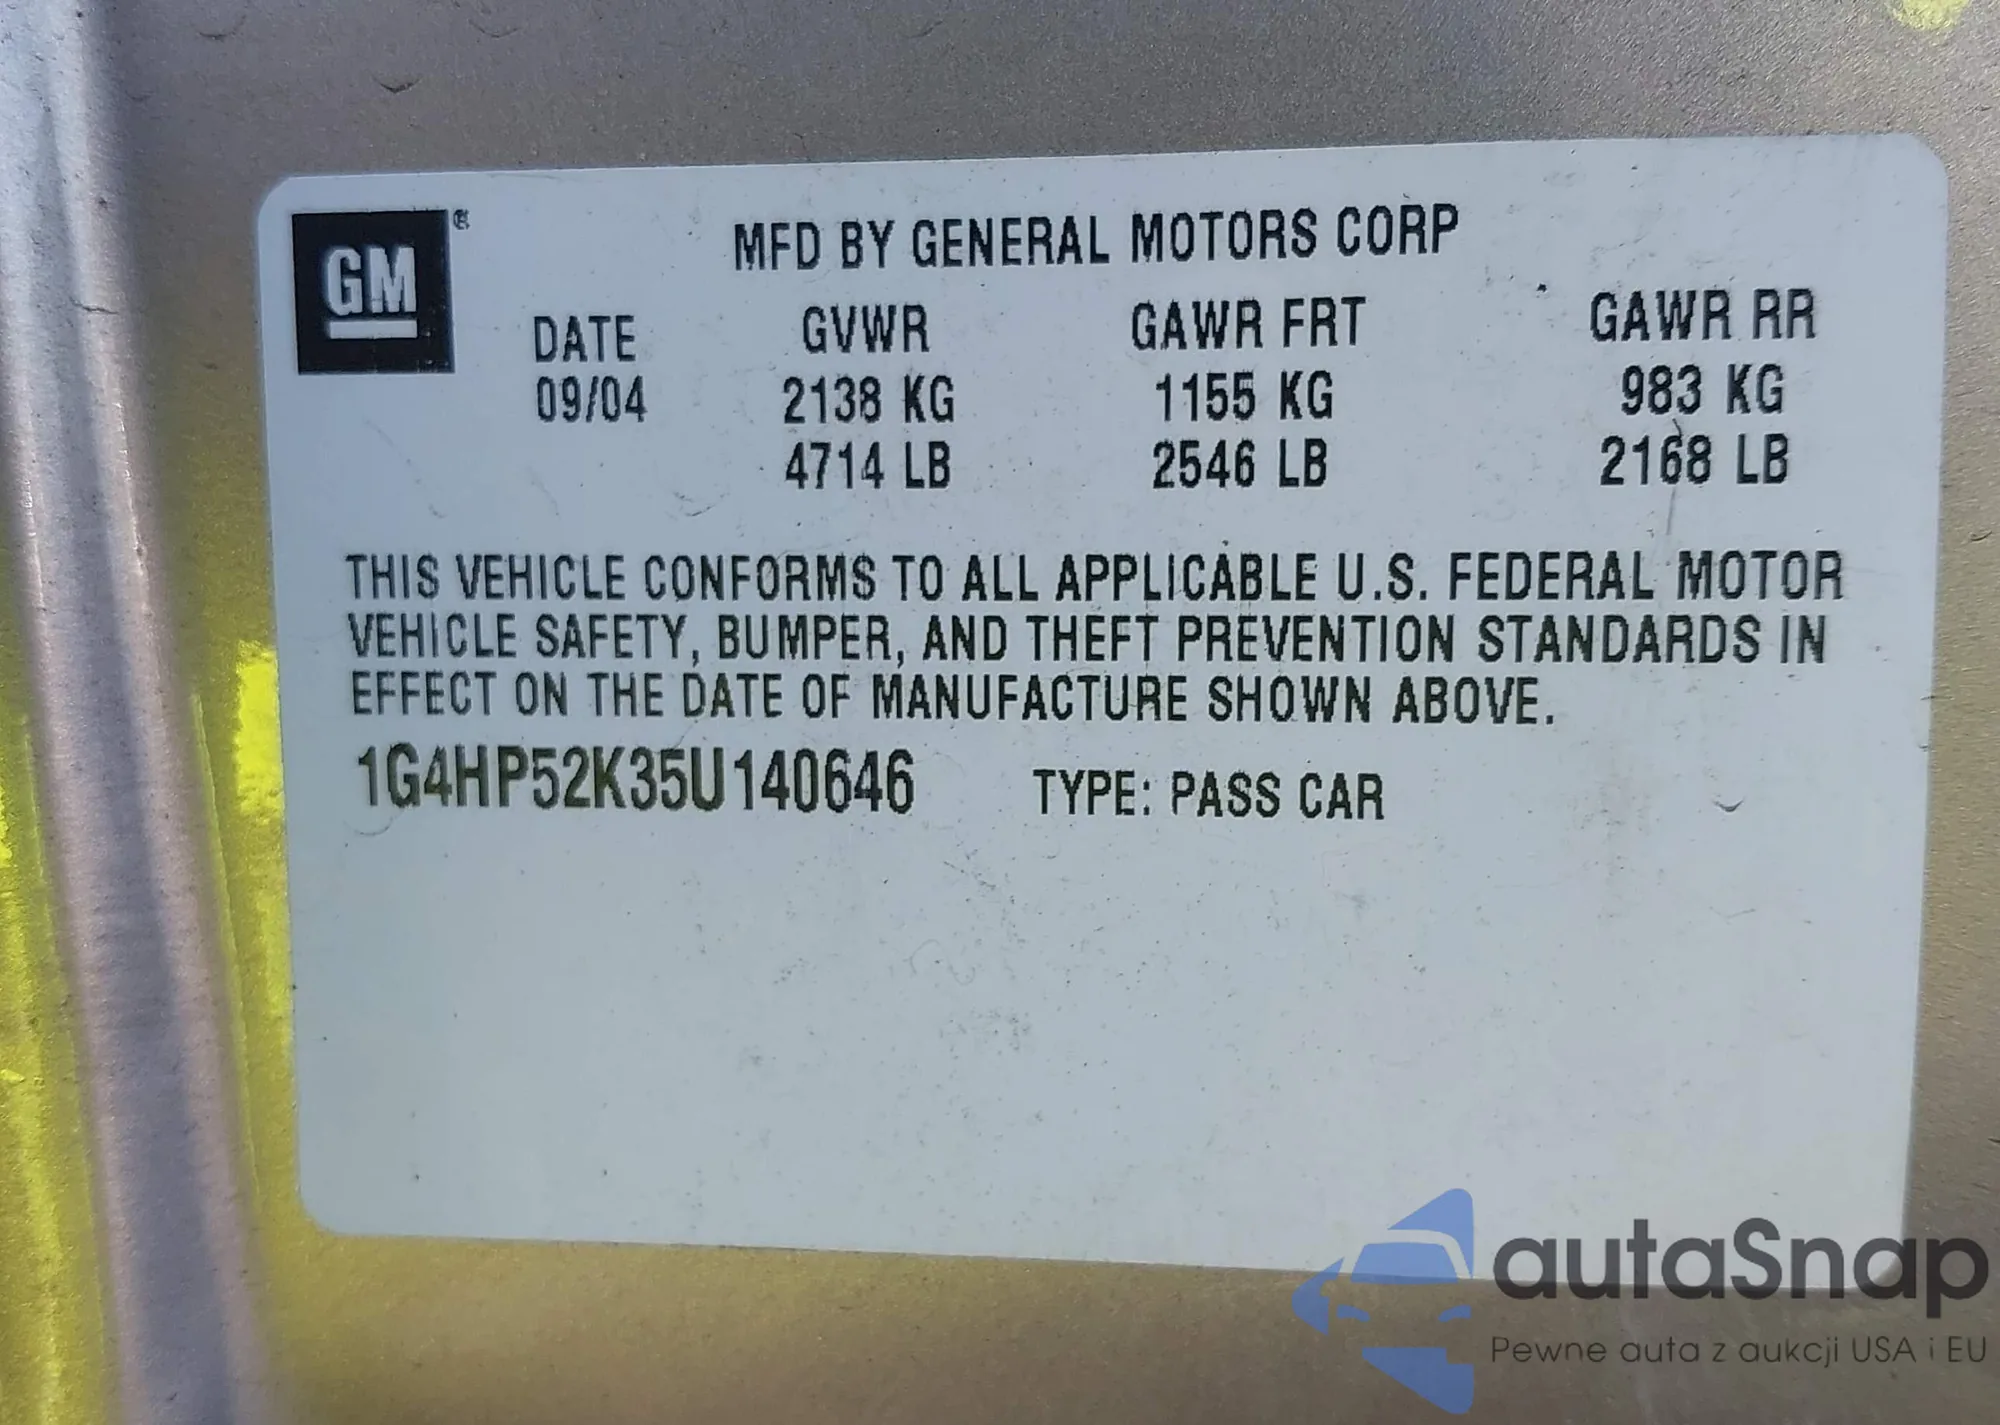 GM ®
MFD BY GENERAL MOTORS CORP
DATE GVWR GAWR FRT GAWR RR
09/04 2138 KG 1155 KG 983 KG
4714 LB 2546 LB 2168 LB
THIS VEHICLE CONFORMS TO ALL APPLICABLE U.S. FEDERAL MOTOR
VEHICLE SAFETY, BUMPER, AND THEFT PREVENTION STANDARDS IN
EFFECT ON THE DATE OF MANUFACTURE SHOWN ABOVE.
1G4HP52K35U140646 TYPE: PASS CAR
autaSnap
Pewne auta z aukcji USA i EU